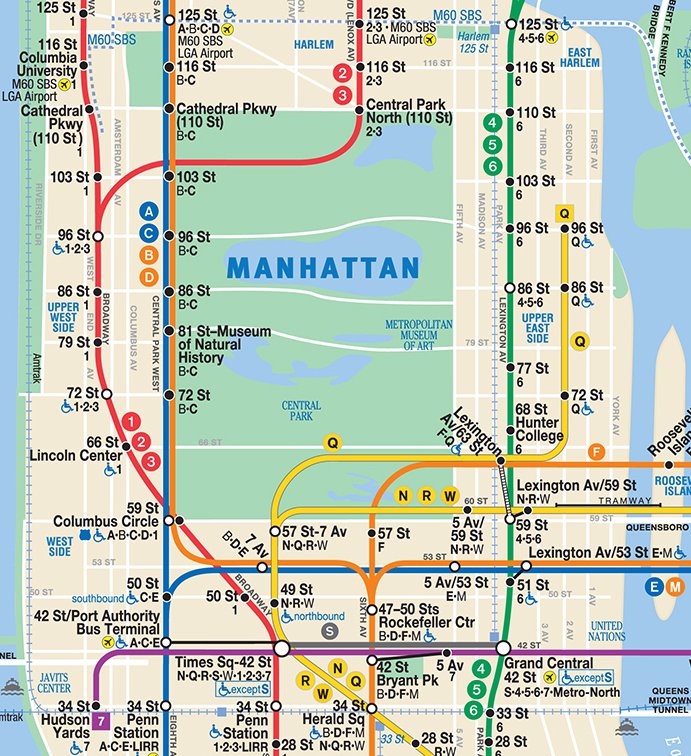 125 St
1
116 St
Columbia
University
M60 SBS
LGA Airport
1
Cathedral
Pkwy
(110 St)
1
103 St
1
96 St
1·2·3
86 St
1
79 St
1
72 St
1·2·3
66 St
Lincoln Center
1
59 St
Columbus Circle
A·B·C·D·1
50 St
southbound
C·E
50 St
1
42 St/Port Authority
Bus Terminal
A·C·E
Times Sq-42 St
N·Q·R·S·W·1·2·3·7
except S
34 St
Hudson
Yards
7
7
34 St
Penn
Station
A·C·E·LIRR
34 St
Penn
Station
1·2·3·LIRR
28 St
1
125 St
A·B·C·D
M60 SBS
LGA Airport
116 St
B·C
Cathedral Pkwy
(110 St)
B·C
103 St
B·C
96 St
B·C
86 St
B·C
81 St–Museum
of Natural
History
B·C
72 St
B·C
M60 SBS
125 ST
HARLEM
125 St
2·3·M60 SBS
LGA Airport
116 St
2·3
Central Park
North (110 St)
2·3
2
3
116 ST
M60 SBS
Harlem
125 St
125 St
4·5·6
EAST
HARLEM
116 St
6
110 St
6
4
5
6
103 St
6
96 St
6
86 St
4·5·6
77 St
6
68 St
Hunter
College
6
Q
96 St
Q
86 St
Q
Q
72 St
Q
A
C
B
D
MANHATTAN
METROPOLITAN
MUSEUM
OF ART
CENTRAL
PARK
UPPER
WEST
SIDE
UPPER
EAST
SIDE
RIVERSIDE DR
AMSTERDAM
AV
WEST
END
AV
BROADWAY
COLUMBUS AV
CENTRAL PARK WEST
FIFTH AV
MADISON AV
PARK AV
LEXINGTON AV
THIRD AV
SECOND AV
FIRST AV
YORK AV
79 ST
66 ST
Amtrak
1
2
3
Q
Lexington
Av/63 St
F·Q
F
Roosevelt
Island
F
ROOSEVELT
ISLAND
N
R
W
60 ST
Lexington Av/59 St
N·R·W
TRAMWAY
QUEENSBORO
5 Av/
59 St
N·R·W
59 St
4·5·6
57 St-7 Av
N·Q·R·W
57 St
F
7 Av
B·D·E
53 ST
5 Av/53 St
E·M
Lexington Av/53 St
E·M
51 St
6
WEST
SIDE
50 ST
50 ST
BROADWAY
49 St
N·R·W
northbound
SIXTH AV
47–50 Sts
Rockefeller Ctr
B·D·F·M
S
E
M
3 AV
2 AV
UNITED
NATIONS
42 ST
42 St
Bryant Pk
B·D·F·M
5 Av
7
Grand Central
42 St
except S
S·4·5·6·7·Metro-North
4
5
6
JAVITS
CENTER
N
Q
R
W
34 St
Herald Sq
B·D·F·M
N·Q·R·W
33 St
28 St
R·W
33 St
6
28 St
6
EIGHTH AV
PARK
QUEENS
MIDTOWN
TUNNEL